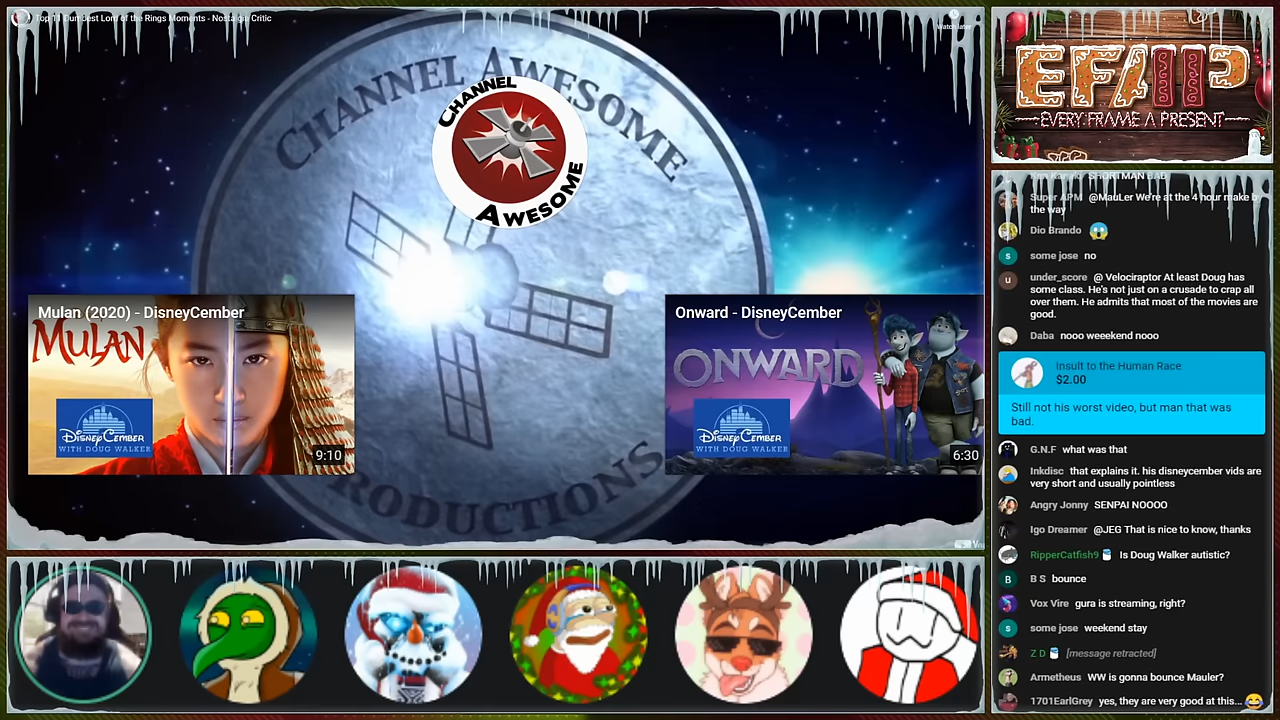 Top 11 Dumbest Lord of the Rings Moments - Nostalgia Critic
Watch later
CHANNEL AWESOME
CHANNEL
AWESOME
PRODUCTIONS
Mulan (2020) - DisneyCember
MULAN
DISNEYCEMBER
WITH DOUG WALKER
9:10
Onward - DisneyCember
ONWARD
DISNEYCEMBER
WITH DOUG WALKER
6:30
EFAP
EVERY FRAME A PRESENT
SHORTMAN BAD
Super APM @MauLer We're at the 4 hour make b
the way
Dio Brando
some jose no
under_score @ Velociraptor At least Doug has
some class. He's not just on a crusade to crap all
over them. He admits that most of the movies are
good.
Daba nooo weeekend nooo
Insult to the Human Race
$2.00
Still not his worst video, but man that was
bad.
G.N.F what was that
Inkdisc that explains it. his disneycember vids are
very short and usually pointless
Angry Jonny SENPAI NOOOO
Igo Dreamer @JEG That is nice to know, thanks
RipperCatfish9 Is Doug Walker autistic?
B S bounce
Vox Vire gura is streaming, right?
some jose weekend stay
Z D [message retracted]
Armetheus WW is gonna bounce Mauler?
1701EarlGrey yes, they are very good at this...